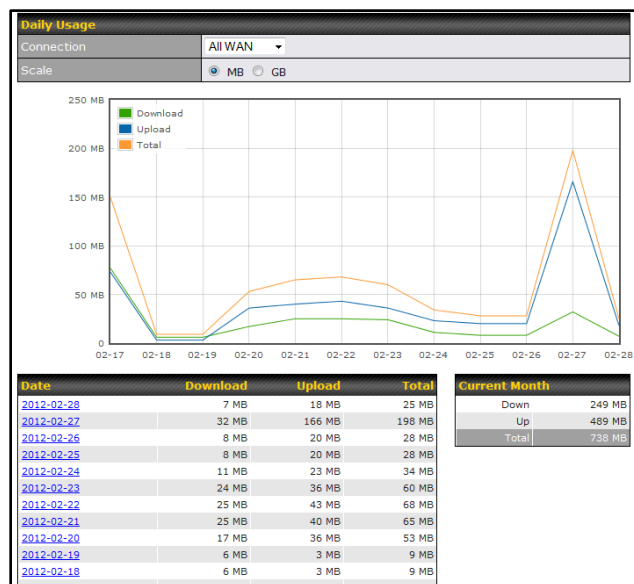 Daily Usage
Connection All WAN
Scale MB GB
250 MB
200 MB
150 MB
100 MB
50 MB
0
Download
Upload
Total
02-17 02-18 02-19 02-20 02-21 02-22 02-23 02-24 02-25 02-26 02-27 02-28
Date Download Upload Total
2012-02-28 7 MB 18 MB 25 MB
2012-02-27 32 MB 166 MB 198 MB
2012-02-26 8 MB 20 MB 28 MB
2012-02-25 8 MB 20 MB 28 MB
2012-02-24 11 MB 23 MB 34 MB
2012-02-23 24 MB 36 MB 60 MB
2012-02-22 25 MB 43 MB 68 MB
2012-02-21 25 MB 40 MB 65 MB
2012-02-20 17 MB 36 MB 53 MB
2012-02-19 6 MB 3 MB 9 MB
2012-02-18 6 MB 3 MB 9 MB
Current Month
Down 249 MB
Up 489 MB
Total 738 MB